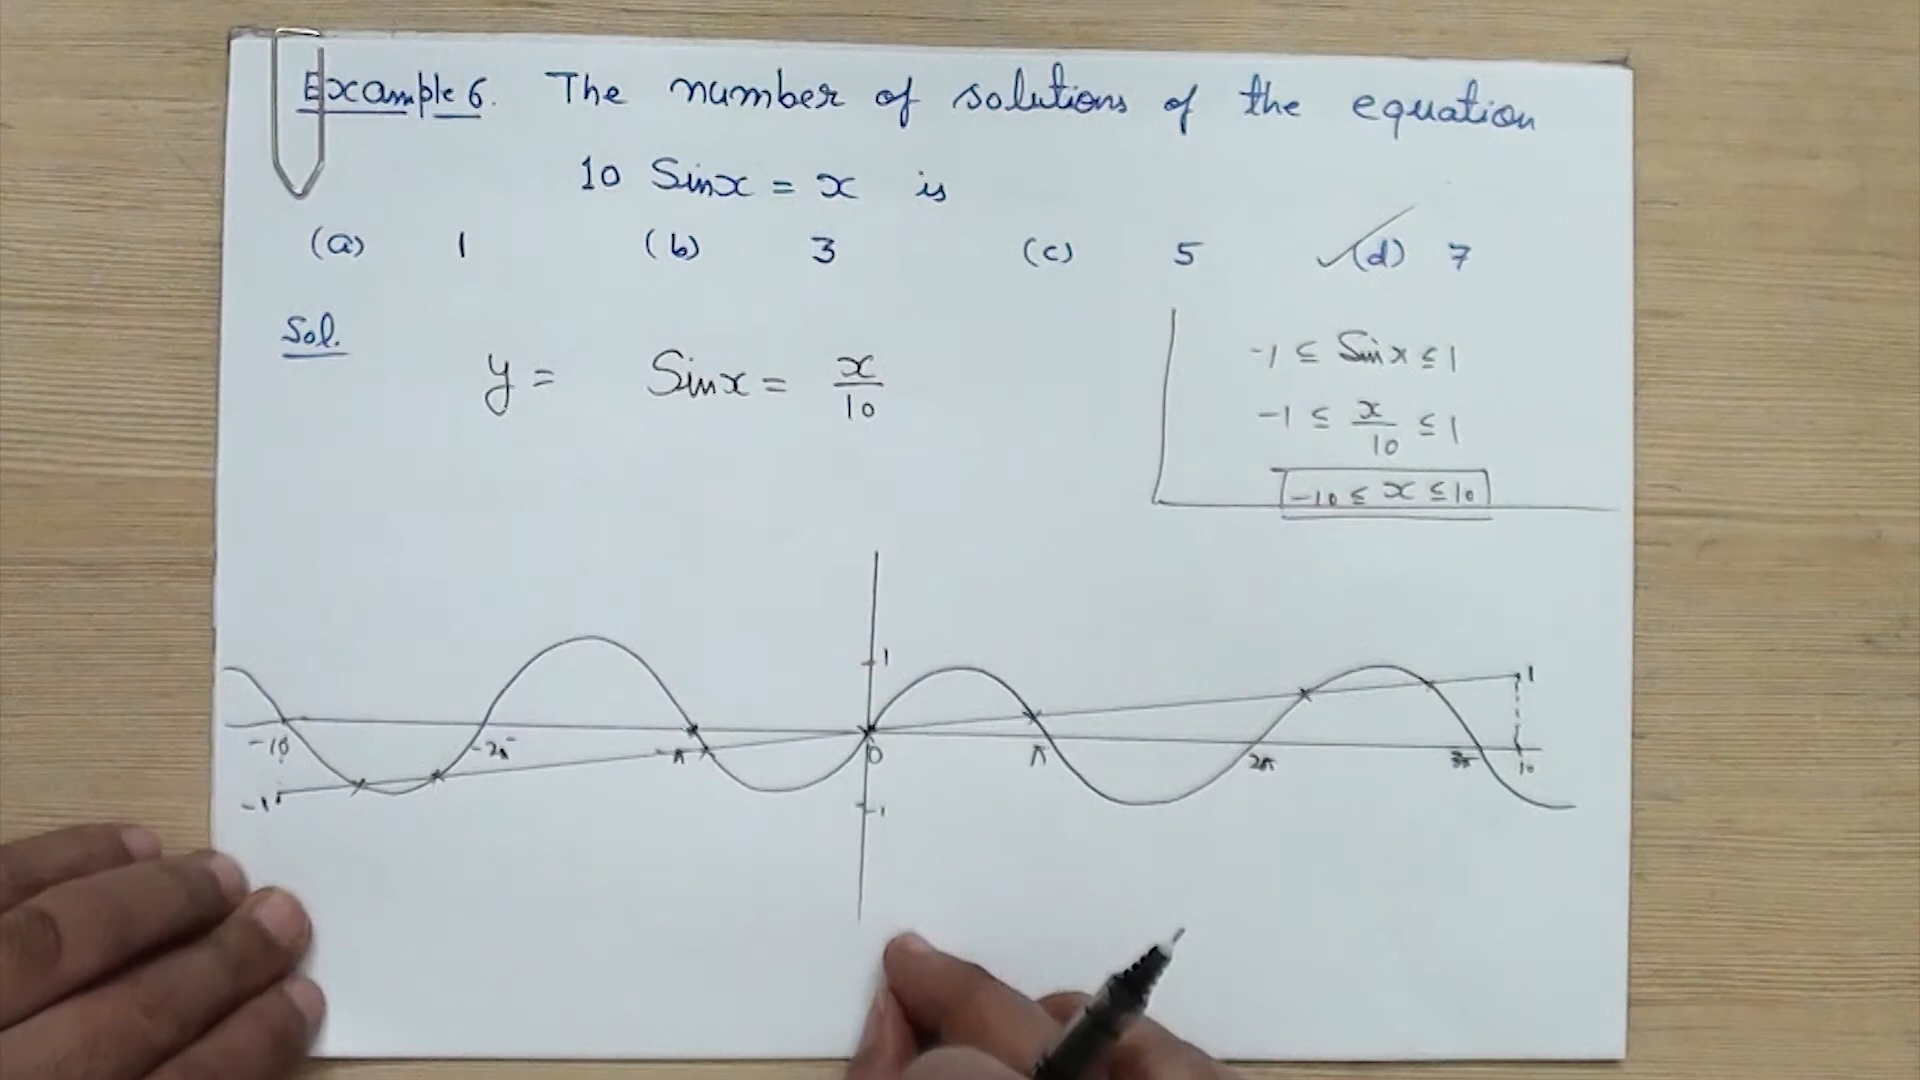 Example 6. The number of solutions of the equation
10 Sinx = x is
(a) 1 (b) 3 (c) 5 (d) 7
Sol.
y = Sinx = x/10
-1 ≤ Sinx ≤ 1
-1 ≤ x/10 ≤ 1
-10 ≤ x ≤ 10
1
1
-10
-2π
-π
0
π
2π
3π
10
-1
-1